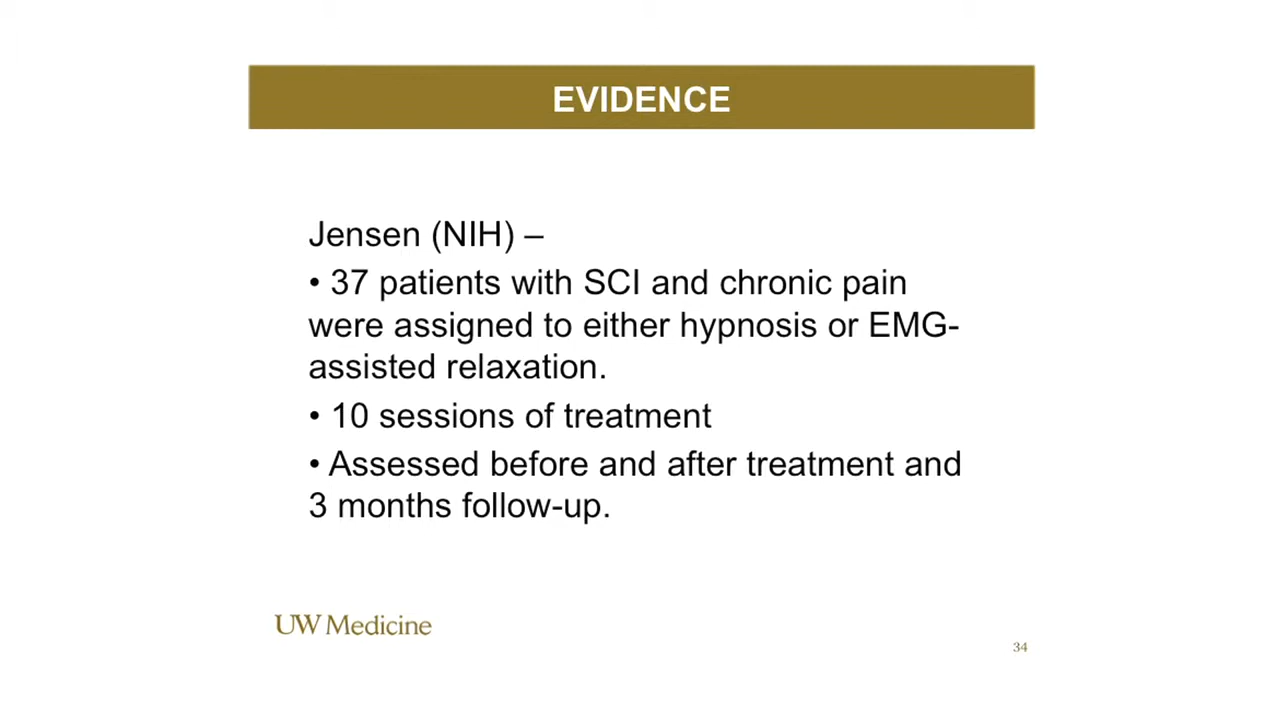 EVIDENCE
Jensen (NIH) –
• 37 patients with SCI and chronic pain
were assigned to either hypnosis or EMG-
assisted relaxation.
• 10 sessions of treatment
• Assessed before and after treatment and
3 months follow-up.
UW Medicine
34